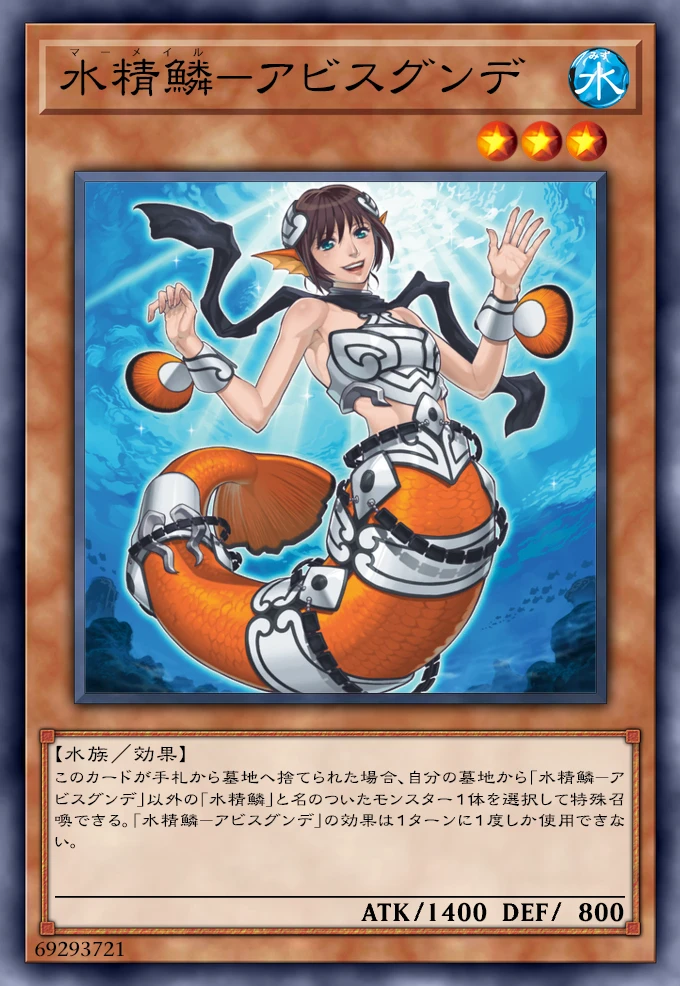 マーメイル
水精鱗－アビスグンデ
みず
水
【水族／効果】
このカードが手札から墓地へ捨てられた場合、自分の墓地から「水精鱗－ア
ビスグンデ」以外の「水精鱗」と名のついたモンスター１体を選択して特殊召
喚できる。「水精鱗－アビスグンデ」の効果は１ターンに１度しか使用できな
い。
ATK/1400 DEF/ 800
69293721